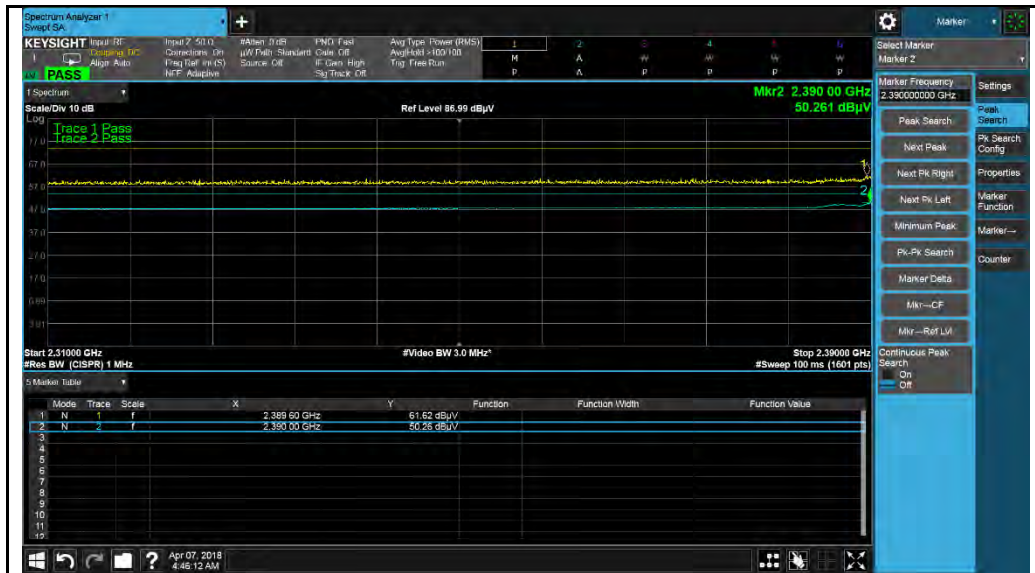 Spectrum Analyzer 1
Swept SA
+
Marker
KEYSIGHT Input: RF
Coupling: DC
Align: Auto
Input Z: 50 Ω
Corrections: On
Freq Ref: Int (S)
NFE: Adaptive
#Atten: 0 dB
µW Path: Standard
Source: Off
PNO: Fast
Gate: Off
IF Gain: High
Sig Track: Off
Avg Type: Power (RMS)
Avg|Hold: >100/100
Trig: Free Run
1 2 3 4 5 6
M A W W W W
P A P P P P
PASS
Select Marker
Marker 2
1 Spectrum
Scale/Div 10 dB
Ref Level 86.99 dBµV
Mkr2 2.390 00 GHz
50.261 dBµV
Log
Trace 1 Pass
Trace 2 Pass
77.0
67.0
57.0
47.0
37.0
27.0
17.0
-3.01
1
2
Start 2.31000 GHz
#Video BW 3.0 MHz*
Stop 2.39000 GHz
#Res BW (CISPR) 1 MHz
#Sweep 100 ms (1601 pts)
Marker Frequency
2.390000000 GHz
Peak Search
Next Peak
Next Pk Right
Next Pk Left
Minimum Peak
Pk-Pk Search
Marker Delta
Mkr→CF
Mkr→Ref Lvl
Continuous Peak
Search
On
Off
Settings
Peak
Search
Pk Search
Config
Properties
Marker
Function
Marker→
Counter
5 Marker Table
Mode Trace Scale X Y Function Function Width Function Value
1 N 1 f 2.389 60 GHz 61.62 dBµV
2 N 2 f 2.390 00 GHz 50.26 dBµV
3
4
5
6
7
8
9
10
11
12
? Apr 07, 2018
4:46:12 AM